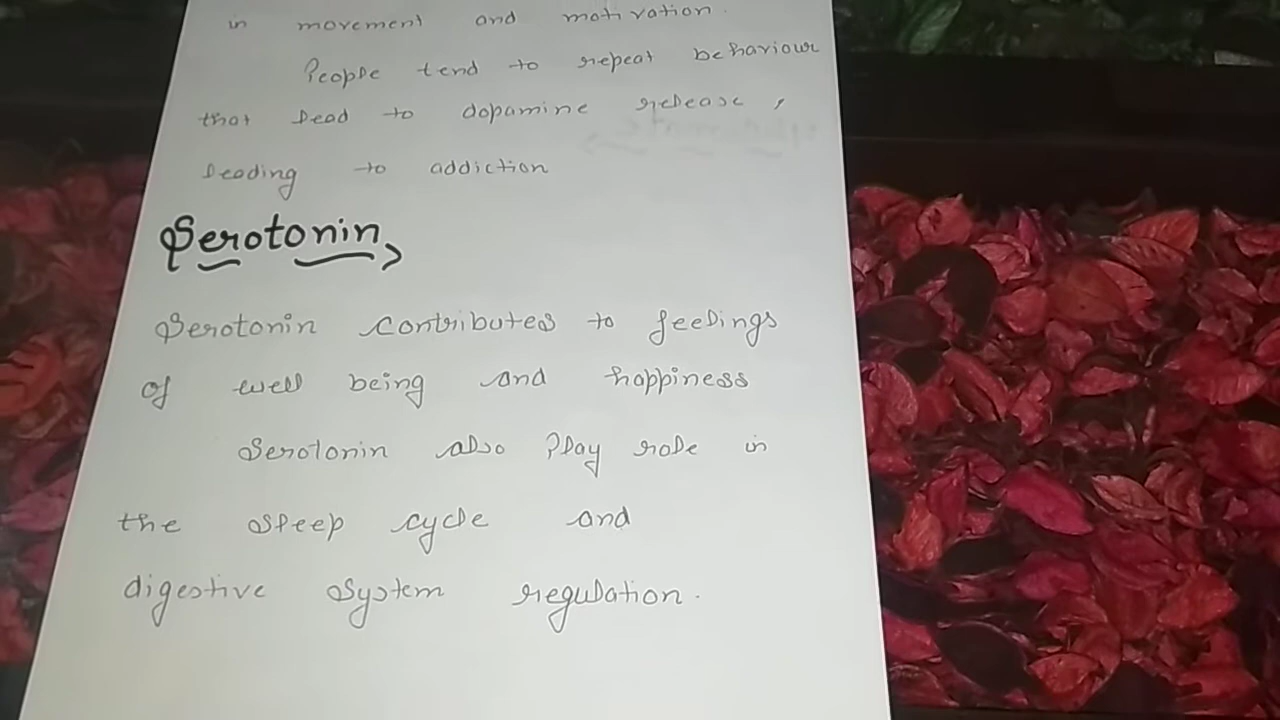 in movement and motivation.
People tend to repeat behaviour
that lead to dopamine release,
leading to addiction
Serotonin
Serotonin contributes to feelings
of well being and happiness
Serotonin also Play role in
the sleep cycle and
digestive system regulation.